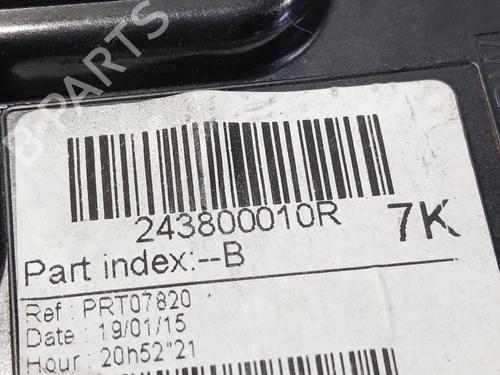 B-PARTS
243800010R
7K
Part index:--B
Ref : PRT07820
Date : 19/01/15
Hour : 20h52"21